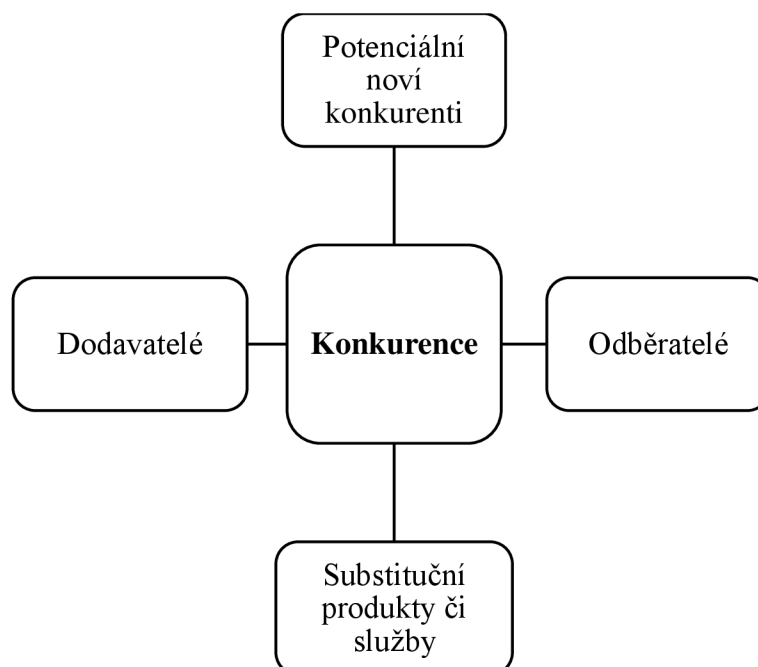 Potenciální
noví
konkurenti
Dodavatelé
Konkurence
Odběratelé
Substituční
produkty či
služby